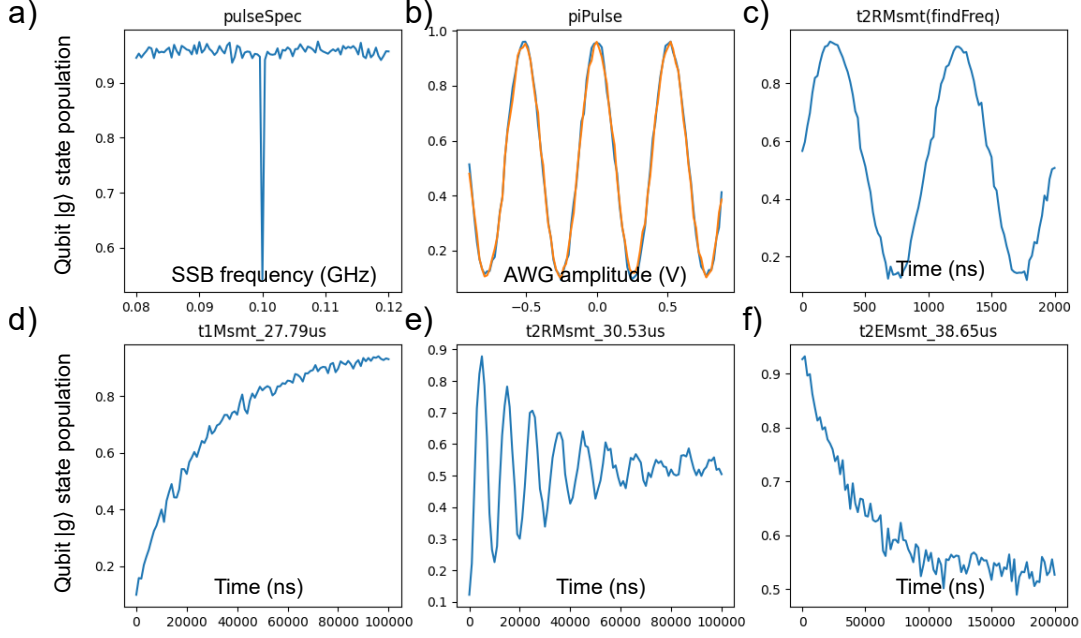 a)
pulseSpec
b)
piPulse
c)
t2RMsmt(findFreq)
Qubit |g⟩ state population
0.9
0.8
0.7
0.6
SSB frequency (GHz)
0.08 0.09 0.10 0.11 0.12
1.0
0.8
0.6
0.4
0.2
AWG amplitude (V)
−0.5 0.0 0.5
0.8
0.6
0.4
0.2
Time (ns)
0 500 1000 1500 2000
d)
t1Msmt_27.79us
e)
t2RMsmt_30.53us
f)
t2EMsmt_38.65us
Qubit |g⟩ state population
0.8
0.6
0.4
0.2
Time (ns)
0 20000 40000 60000 80000 100000
0.9
0.8
0.7
0.6
0.5
0.4
0.3
0.2
0.1
Time (ns)
0 20000 40000 60000 80000 100000
0.9
0.8
0.7
0.6
0.5
Time (ns)
0 50000 100000 150000 200000